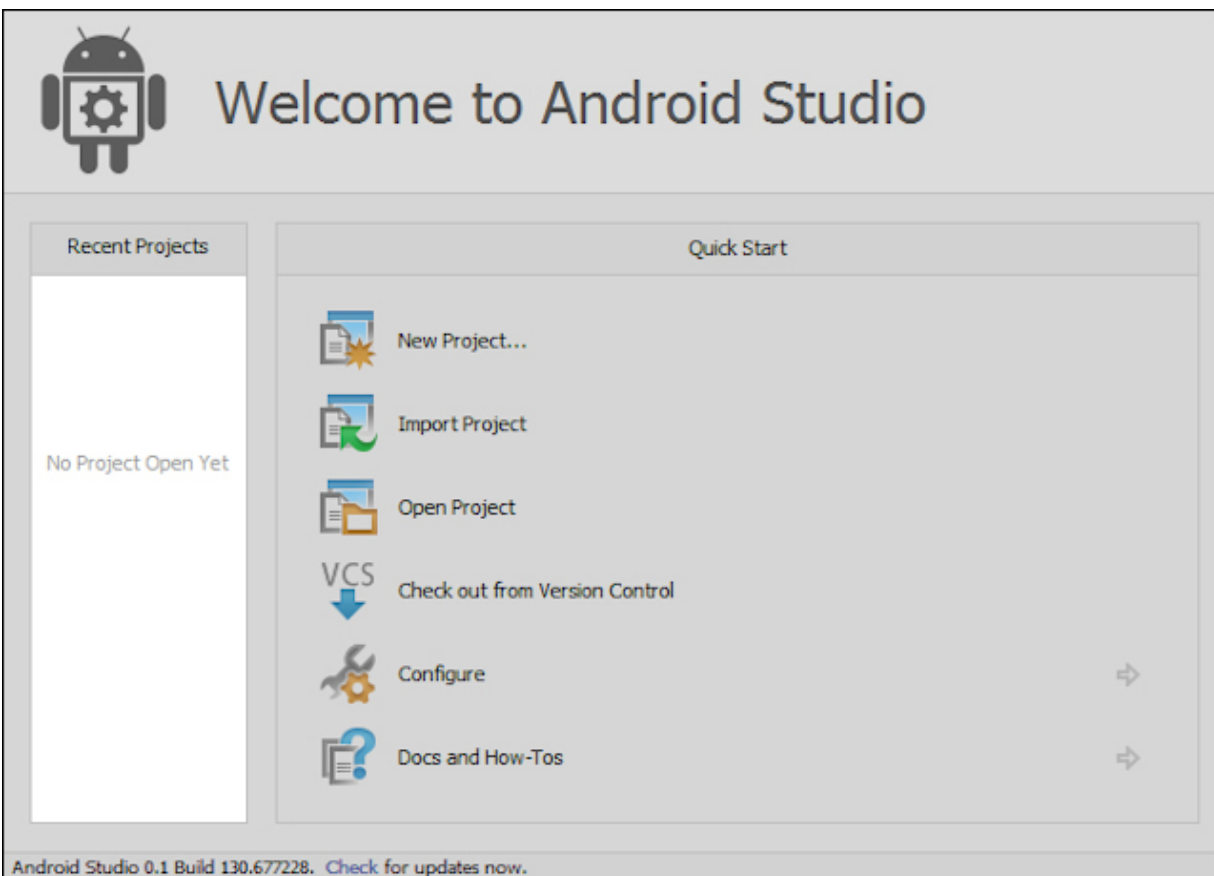 Welcome to Android Studio
Recent Projects
No Project Open Yet
Quick Start
New Project...
Import Project
Open Project
VCS
Check out from Version Control
Configure
Docs and How-Tos
Android Studio 0.1 Build 130.677228. Check for updates now.